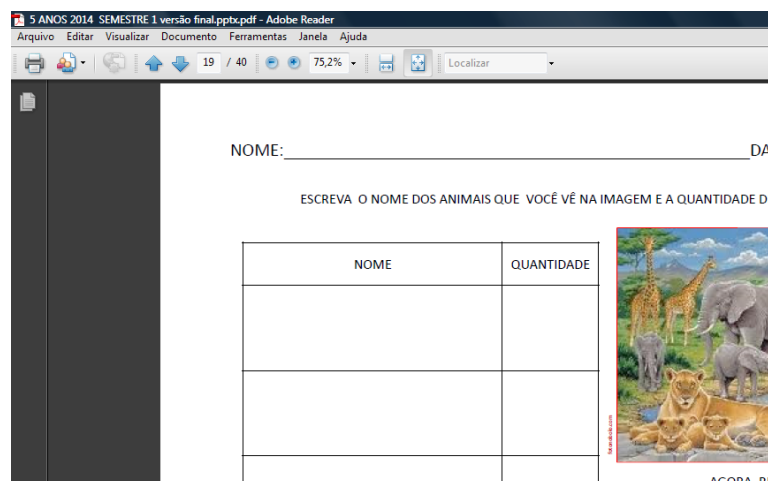 5 ANOS 2014 SEMESTRE 1 versão final.pptx.pdf - Adobe Reader
Arquivo Editar Visualizar Documento Ferramentas Janela Ajuda
19 / 40 75,2% Localizar
NOME: DA
ESCREVA O NOME DOS ANIMAIS QUE VOCÊ VÊ NA IMAGEM E A QUANTIDADE D
NOME QUANTIDADE